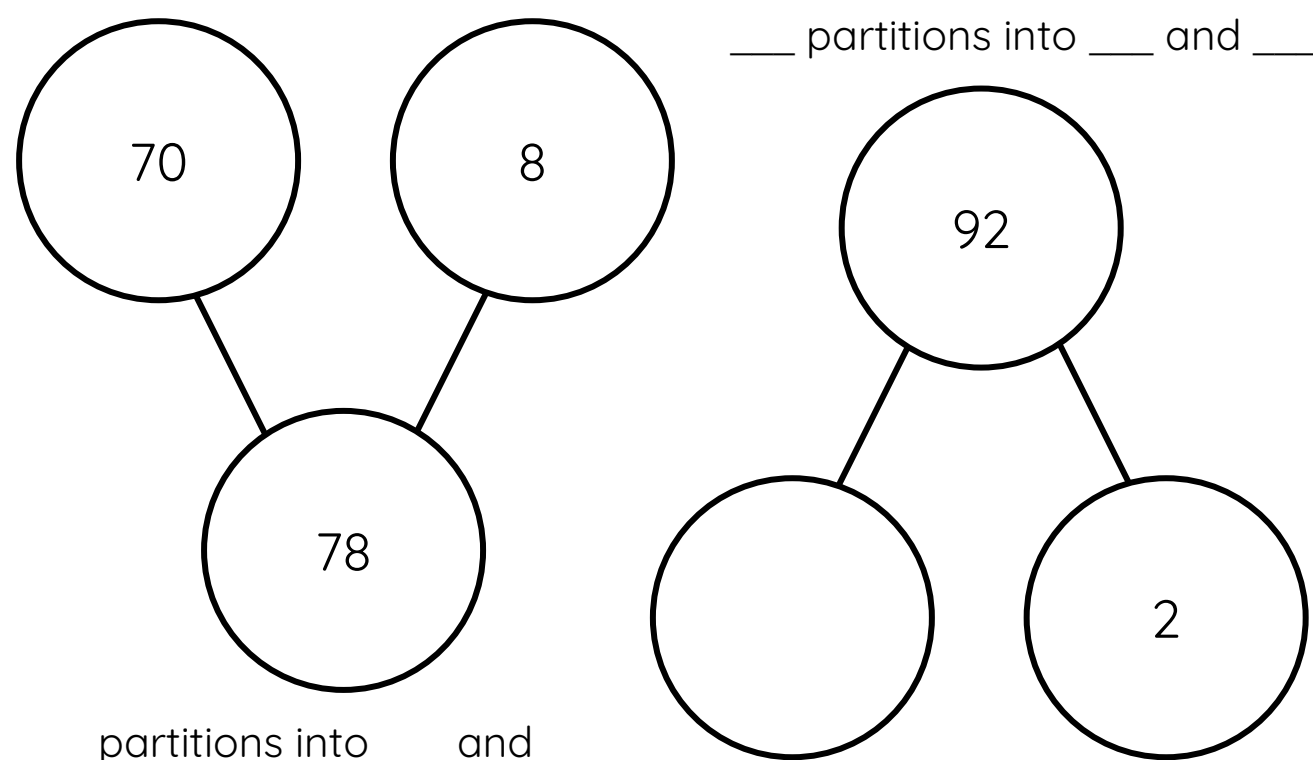 70
8
78
partitions into and
___ partitions into ___ and ___
92
2